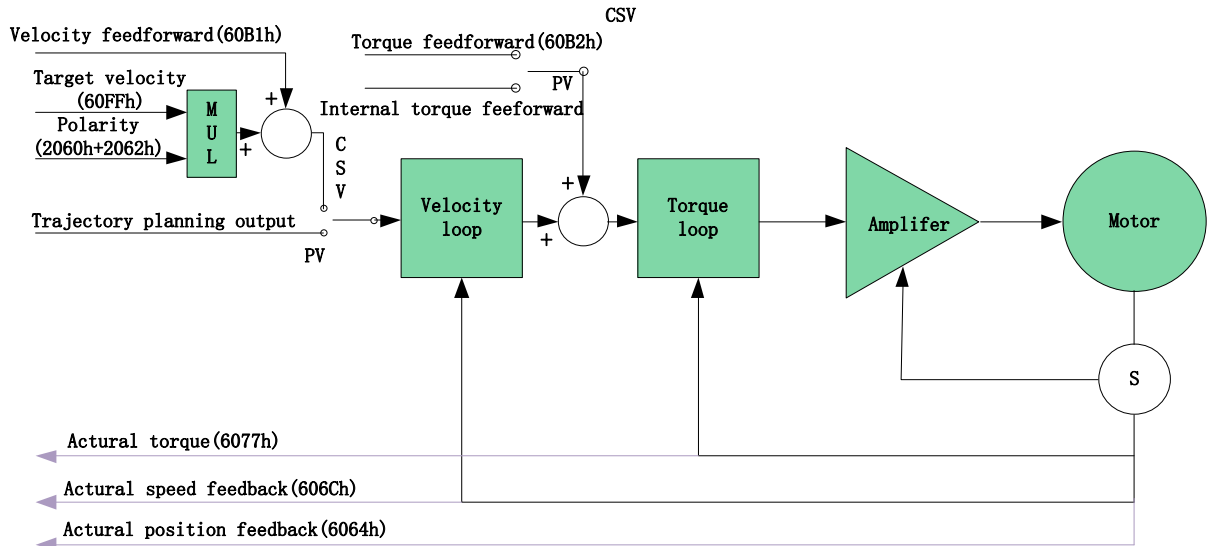 CSV
Velocity feedforward(60B1h)
Torque feedforward(60B2h)
PV
Target velocity
(60FFh)
Internal torque feeforward
Polarity
(2060h+2062h)
M
U
L
+
+
C
S
V
Trajectory planning output
PV
Velocity
loop
+
+
Torque
loop
Amplifer
Motor
S
Actural torque(6077h)
Actural speed feedback(606Ch)
Actural position feedback(6064h)